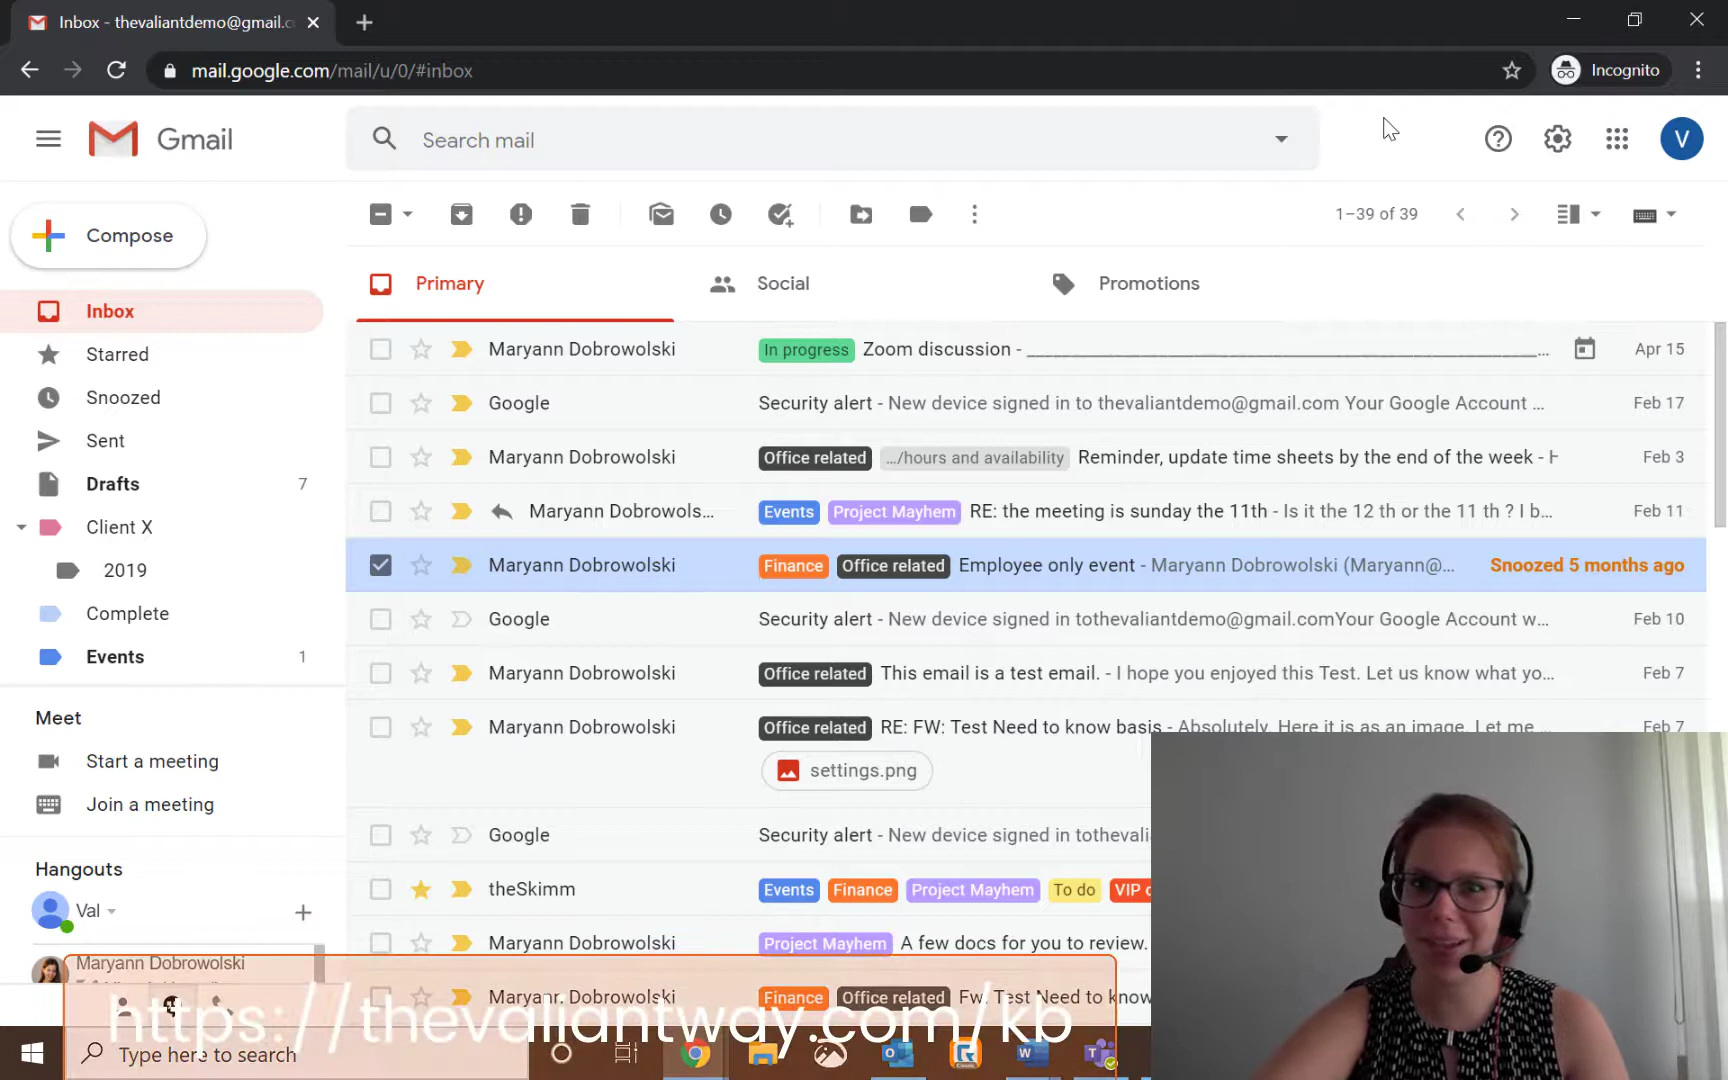 Inbox - thevaliantdemo@gmail.c
mail.google.com/mail/u/0/#inbox
Incognito
Gmail
Search mail
V
Compose
1–39 of 39
Primary
Social
Promotions
Inbox
Starred
Snoozed
Sent
Drafts 7
Client X
2019
Complete
Events 1
Meet
Start a meeting
Join a meeting
Hangouts
Val
Maryann Dobrowolski
Maryann Dobrowolski In progress Zoom discussion - ... Apr 15
Google Security alert - New device signed in to thevaliantdemo@gmail.com Your Google Account ... Feb 17
Maryann Dobrowolski Office related .../hours and availability Reminder, update time sheets by the end of the week - H Feb 3
Maryann Dobrowols... Events Project Mayhem RE: the meeting is sunday the 11th - Is it the 12 th or the 11 th ? I b... Feb 11
Maryann Dobrowolski Finance Office related Employee only event - Maryann Dobrowolski (Maryann@... Snoozed 5 months ago
Google Security alert - New device signed in tothevaliantdemo@gmail.comYour Google Account w... Feb 10
Maryann Dobrowolski Office related This email is a test email. - I hope you enjoyed this Test. Let us know what yo... Feb 7
Maryann Dobrowolski Office related RE: FW: Test Need to know basis - Absolutely. Here it is as an image. Let me ... Feb 7
settings.png
Google Security alert - New device signed in tothevali
theSkimm Events Finance Project Mayhem To do VIP
Maryann Dobrowolski Project Mayhem A few docs for you to review.
Maryann Dobrowolski Finance Office related Fw: Test Need to know
https://thevaliantway.com/kb
Type here to search